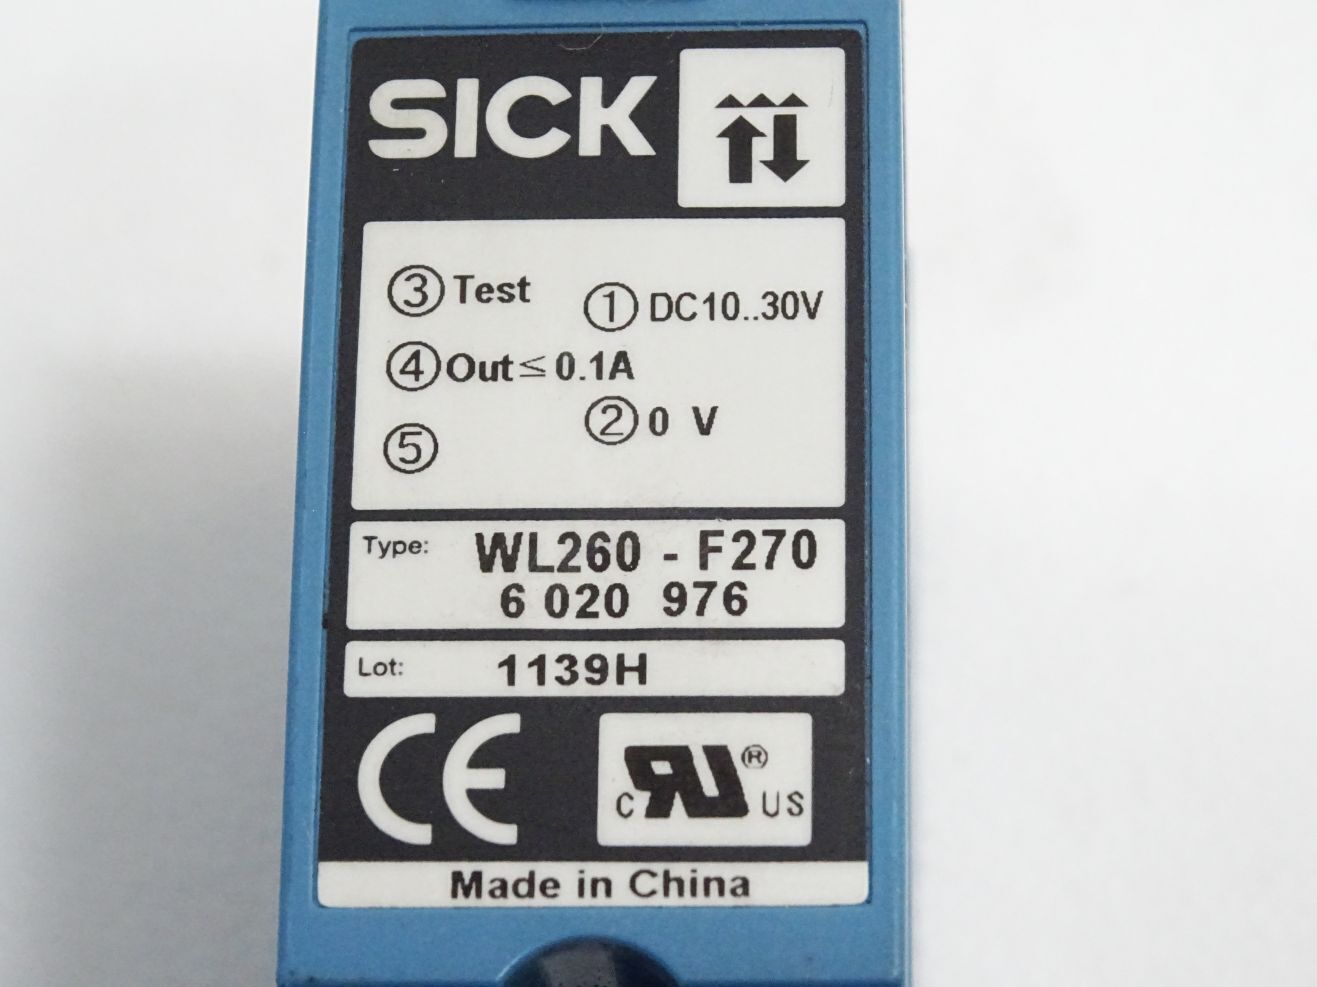 SICK
③ Test ① DC10..30V
④ Out ≤ 0.1A
② 0 V
⑤
Type: WL260 - F270
6 020 976
Lot: 1139H
CE
C RU ® US
Made in China